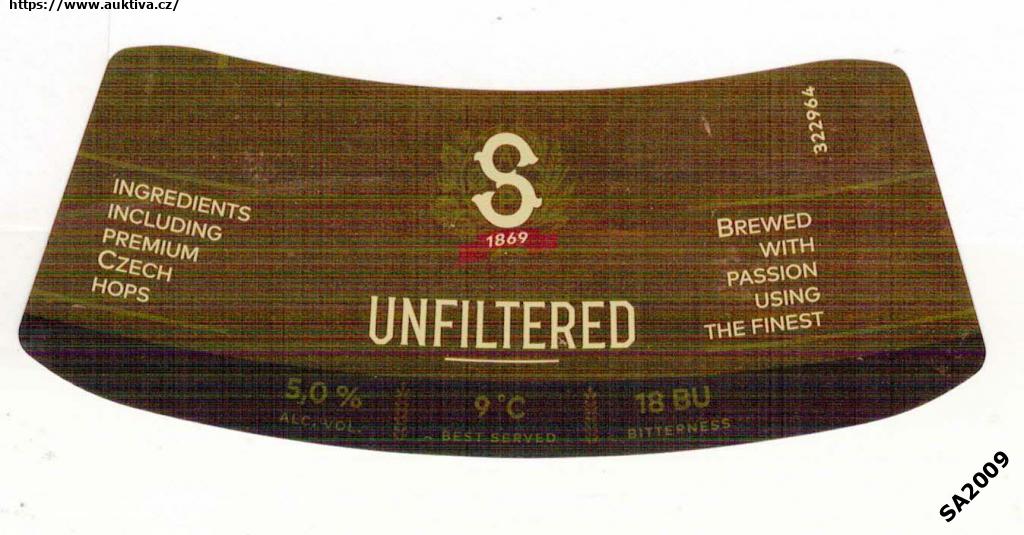 https://www.auktiva.cz/
322964
S
1869
INGREDIENTS
INCLUDING
PREMIUM
CZECH
HOPS
BREWED
WITH
PASSION
USING
THE FINEST
UNFILTERED
5,0 %
ALC. VOL.
9 °C
BEST SERVED
18 BU
BITTERNESS
SA2009